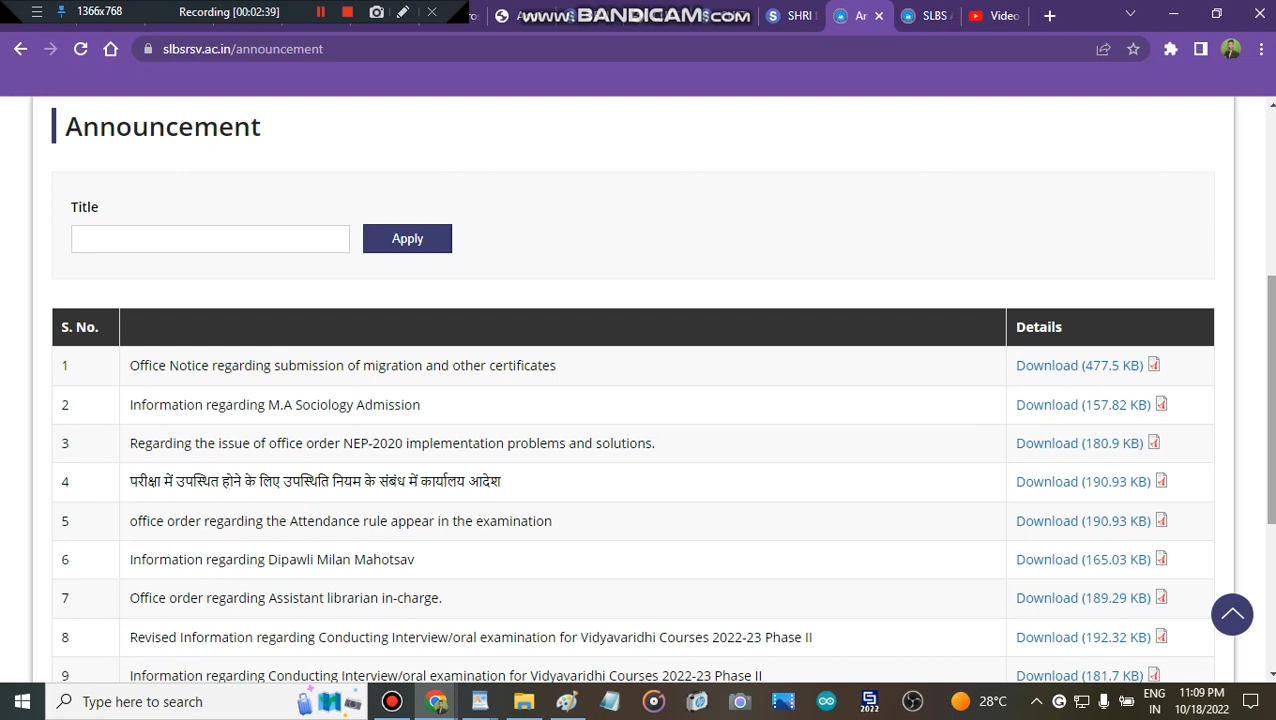 1366x768 Recording [00:02:39]
www.BANDICAM.com
SHRI
Ar
SLBS
Video
slbsrsv.ac.in/announcement
Announcement
Title
Apply
S. No. Details
1 Office Notice regarding submission of migration and other certificates Download (477.5 KB)
2 Information regarding M.A Sociology Admission Download (157.82 KB)
3 Regarding the issue of office order NEP-2020 implementation problems and solutions. Download (180.9 KB)
4 परीक्षा में उपस्थित होने के लिए उपस्थिति नियम के संबंध में कार्यालय आदेश Download (190.93 KB)
5 office order regarding the Attendance rule appear in the examination Download (190.93 KB)
6 Information regarding Dipawli Milan Mahotsav Download (165.03 KB)
7 Office order regarding Assistant librarian in-charge. Download (189.29 KB)
8 Revised Information regarding Conducting Interview/oral examination for Vidyavaridhi Courses 2022-23 Phase II Download (192.32 KB)
9 Information regarding Conducting Interview/oral examination for Vidyavaridhi Courses 2022-23 Phase II Download (181.7 KB)
Type here to search
2022
28°C
ENG
IN
11:09 PM
10/18/2022